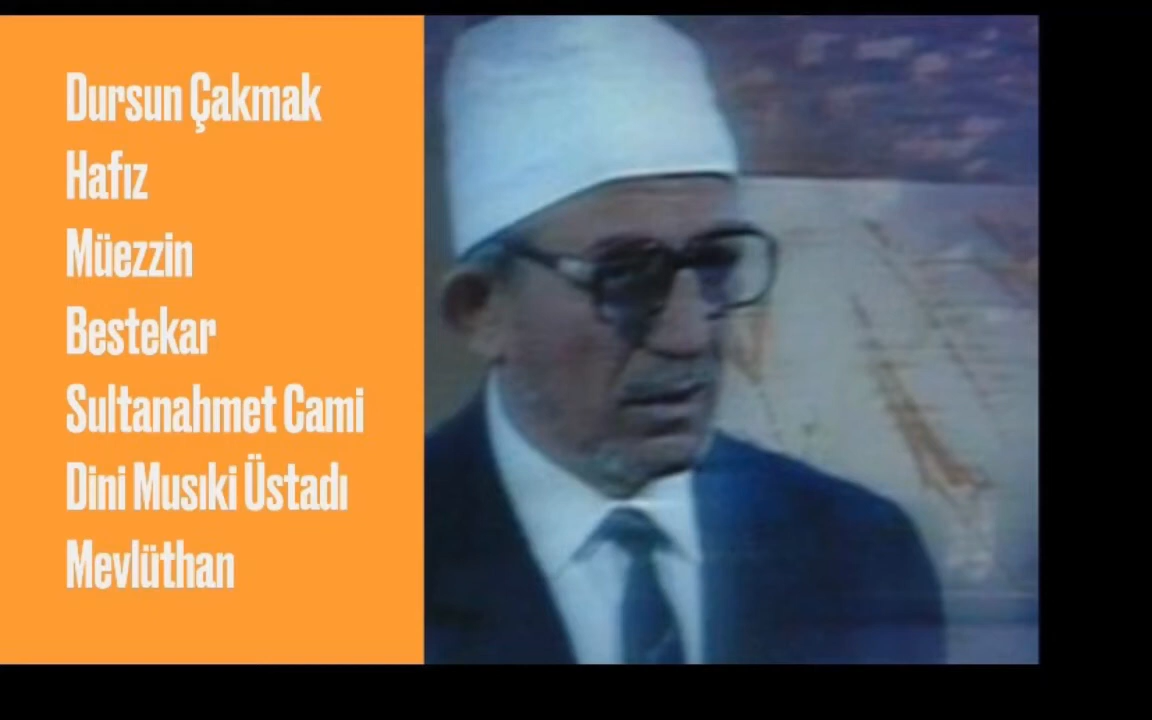 Dursun Çakmak
Hafız
Müezzin
Bestekar
Sultanahmet Cami
Dini Musıki Üstadı
Mevlüthan